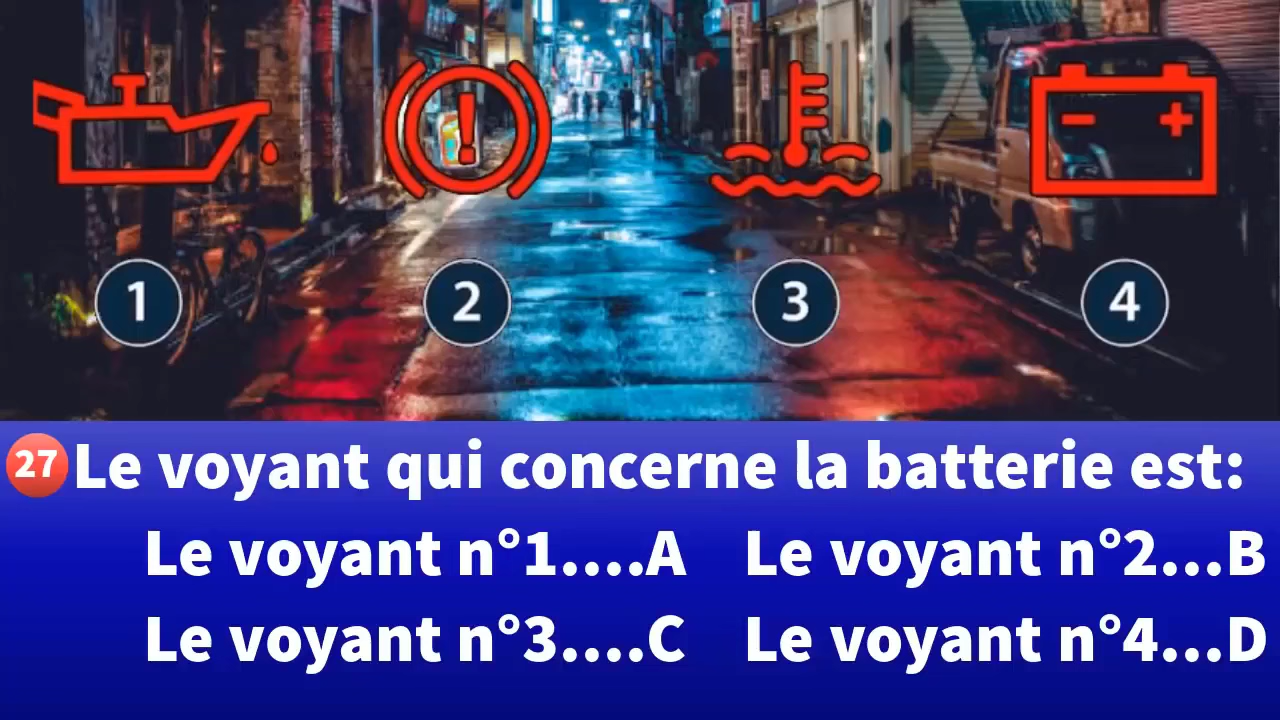 1 2 3 4
27 Le voyant qui concerne la batterie est:
Le voyant n°1....A Le voyant n°2...B
Le voyant n°3....C Le voyant n°4...D